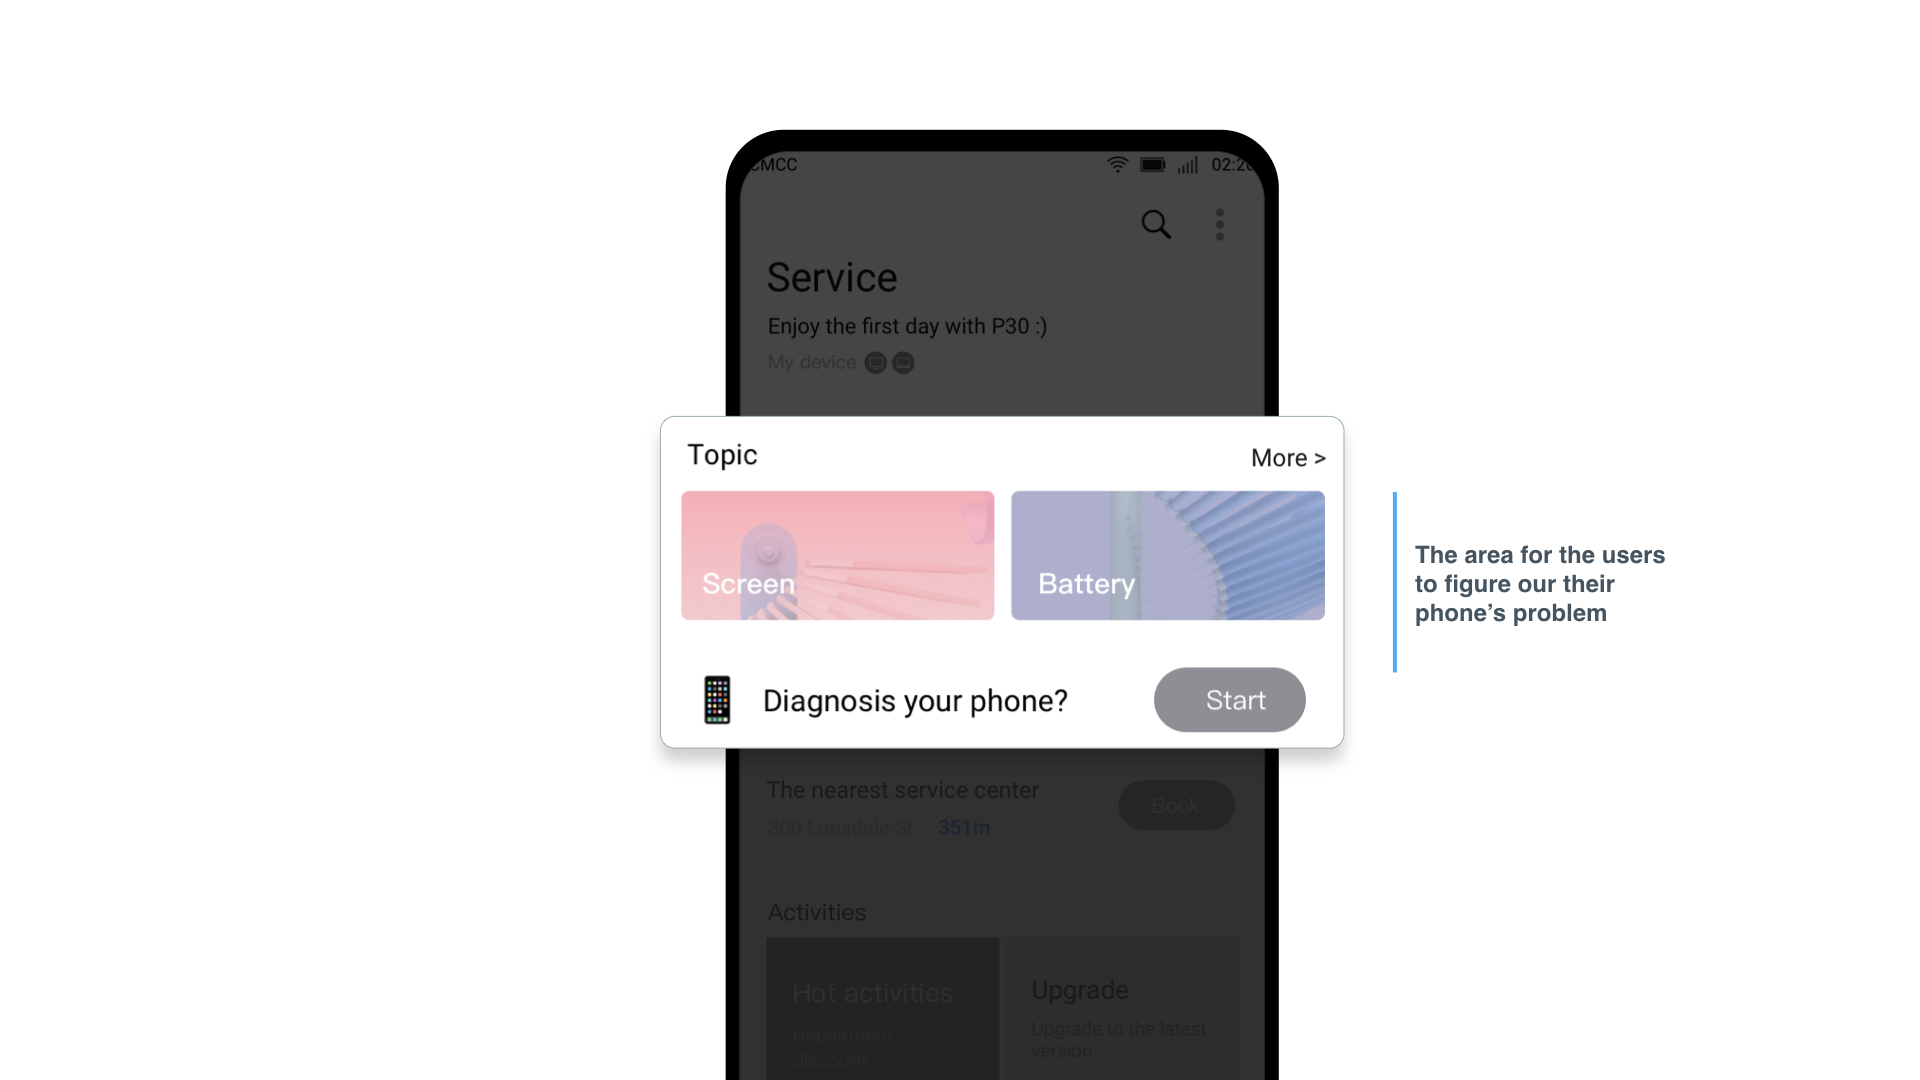 CMCC
Service
Enjoy the first day with P30 :)
My device
Topic
More >
Screen
Battery
Diagnosis your phone?
Start
The area for the users
to figure our their
phone's problem
The nearest service center
Book
300 Lonsdale St 351m
Activities
Hot activities
Repairment
discount
Upgrade
Upgrade to the latest
version